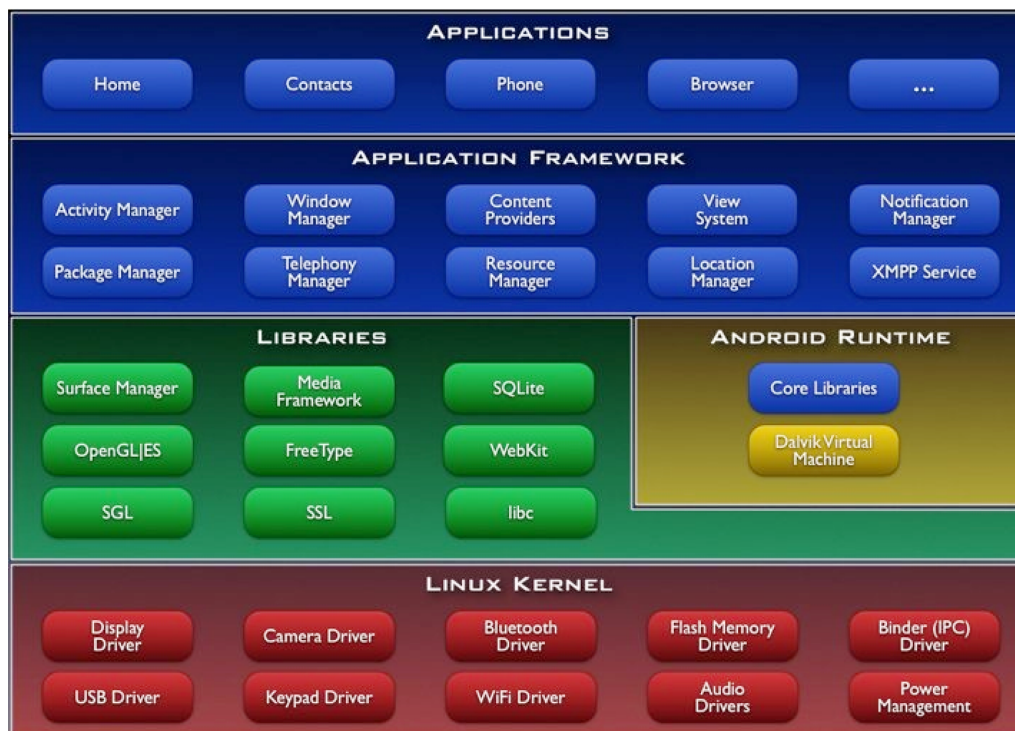 APPLICATIONS
Home
Contacts
Phone
Browser
...
APPLICATION FRAMEWORK
Activity Manager
Window
Manager
Content
Providers
View
System
Notification
Manager
Package Manager
Telephony
Manager
Resource
Manager
Location
Manager
XMPP Service
LIBRARIES
Surface Manager
Media
Framework
SQLite
OpenGL|ES
FreeType
WebKit
SGL
SSL
libc
ANDROID RUNTIME
Core Libraries
Dalvik Virtual
Machine
LINUX KERNEL
Display
Driver
Camera Driver
Bluetooth
Driver
Flash Memory
Driver
Binder (IPC)
Driver
USB Driver
Keypad Driver
WiFi Driver
Audio
Drivers
Power
Management